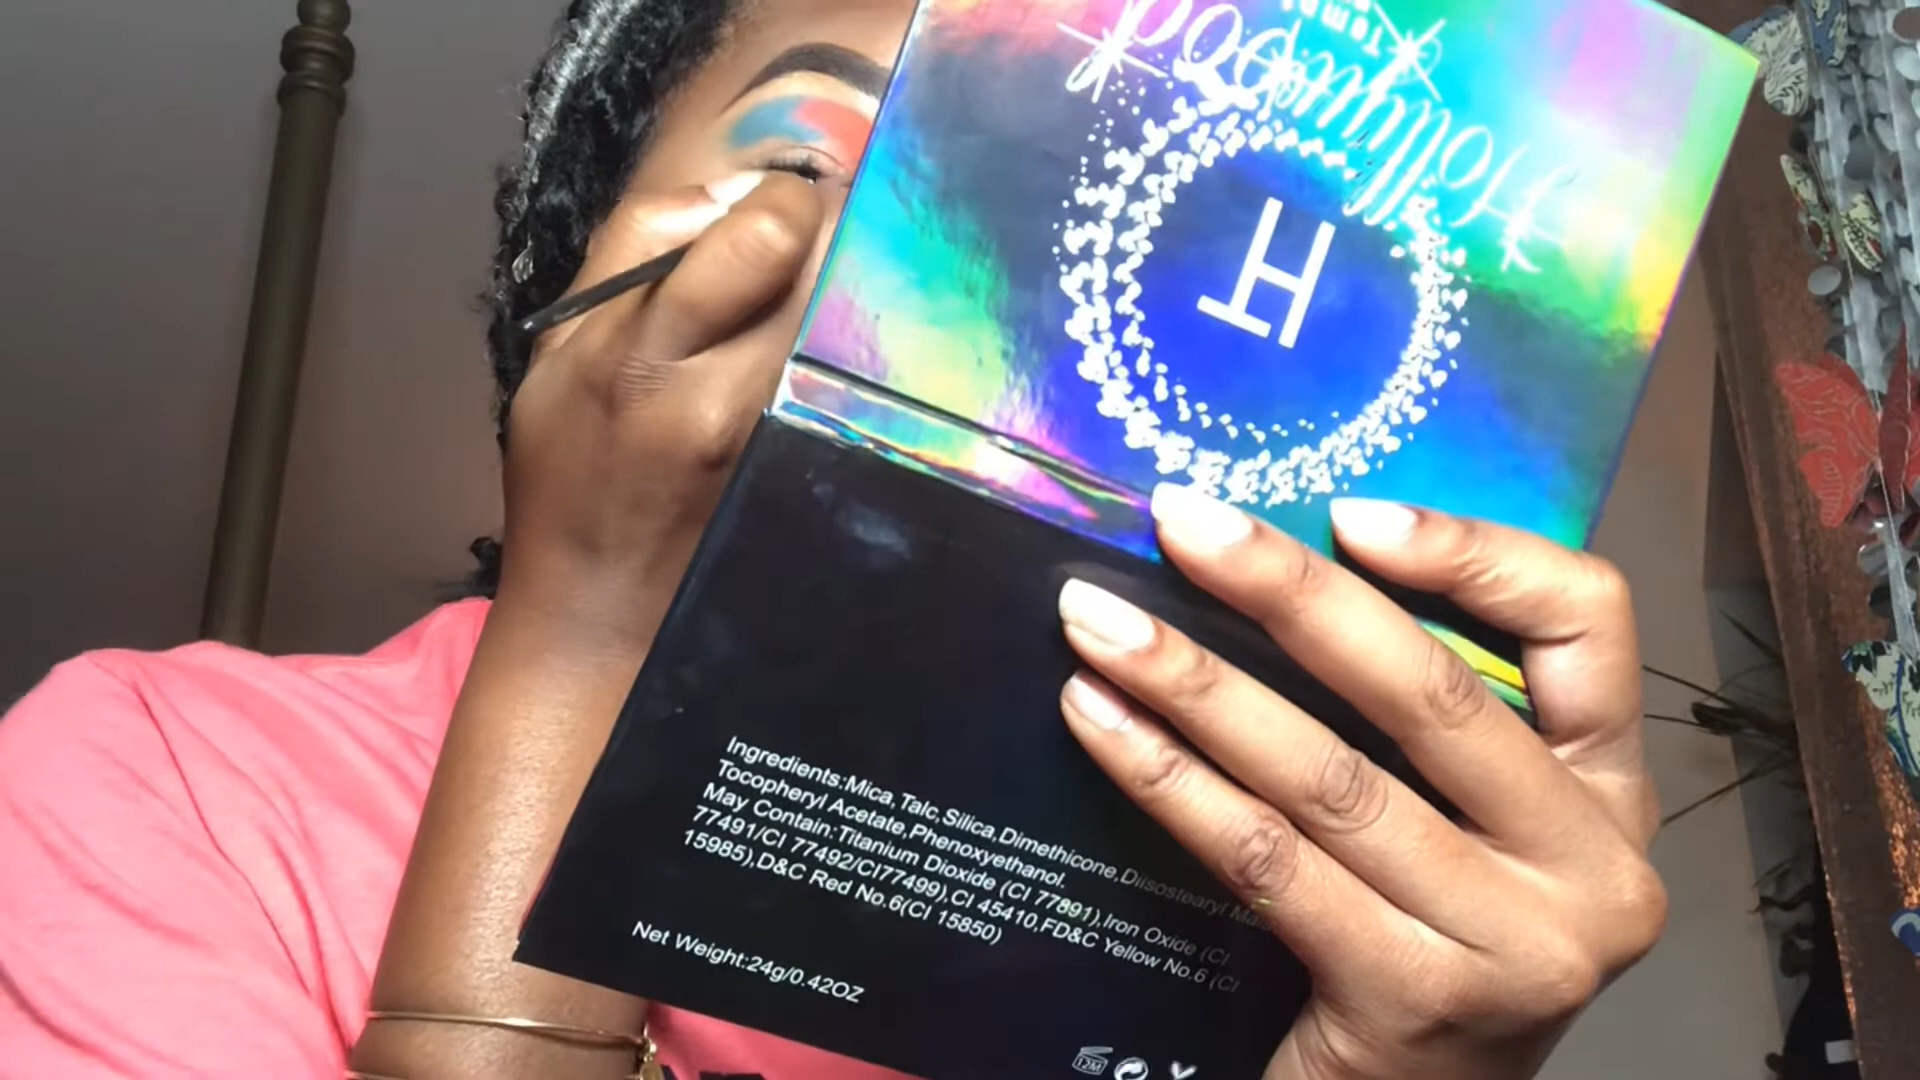 Hollywood
H
Ingredients:Mica,Talc,Silica,Dimethicone,Diisostearyl
Tocopheryl Acetate,Phenoxyethanol.
May Contain:Titanium Dioxide (CI 77891),Iron Oxide (CI
77491/CI 77492/CI77499),CI 45410,FD&C Yellow No.6 (CI
15985),D&C Red No.6(CI 15850)
Net Weight:24g/0.42OZ
12M